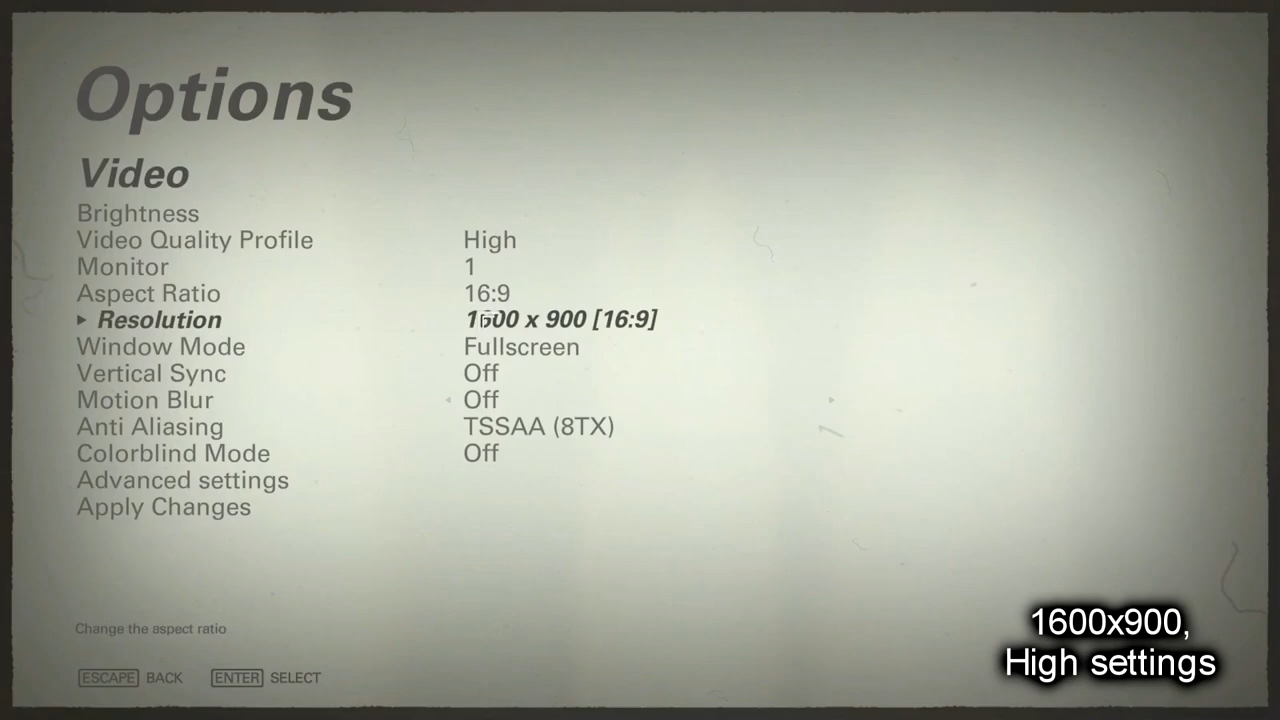 Options
Video
Brightness
Video Quality Profile High
Monitor 1
Aspect Ratio 16:9
Resolution 1600 x 900 [16:9]
Window Mode Fullscreen
Vertical Sync Off
Motion Blur Off
Anti Aliasing TSSAA (8TX)
Colorblind Mode Off
Advanced settings
Apply Changes
Change the aspect ratio
ESCAPE BACK ENTER SELECT
1600x900,
High settings